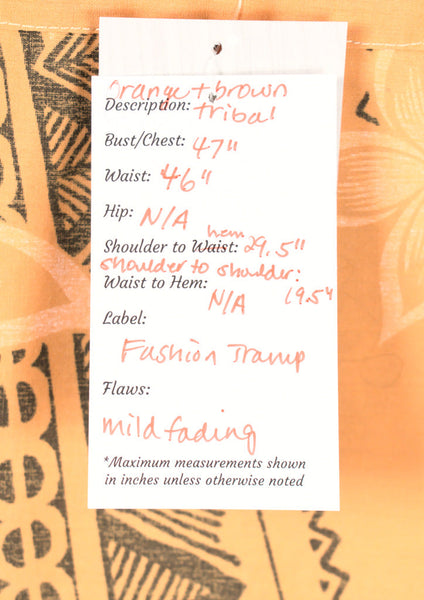 Orange + brown
Description: tribal
Bust/Chest: 47"
Waist: 46"
Hip: N/A
hem
Shoulder to Waist: 29.5"
shoulder to shoulder:
19.5"
Waist to Hem: N/A
Label:
Fashion Tramp
Flaws:
mild fading
*Maximum measurements shown
in inches unless otherwise noted